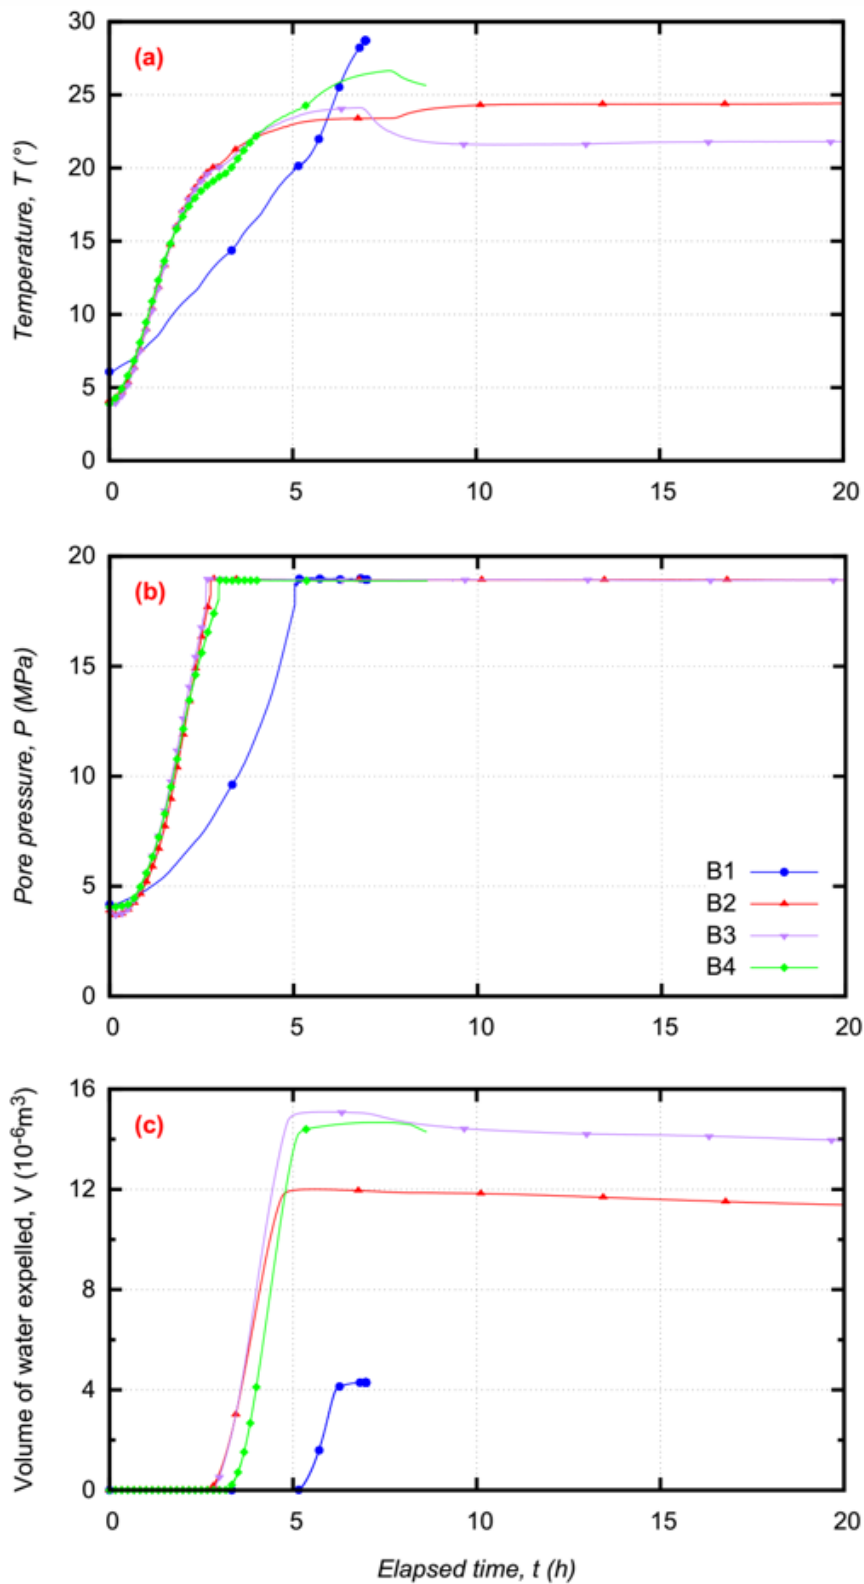 30
25
20
15
10
5
0
Temperature, T (°)
(a)
0 5 10 15 20
20
15
10
5
0
Pore pressure, P (MPa)
(b)
B1
B2
B3
B4
0 5 10 15 20
16
12
8
4
0
Volume of water expelled, V (10⁻⁶m³)
(c)
0 5 10 15 20
Elapsed time, t (h)